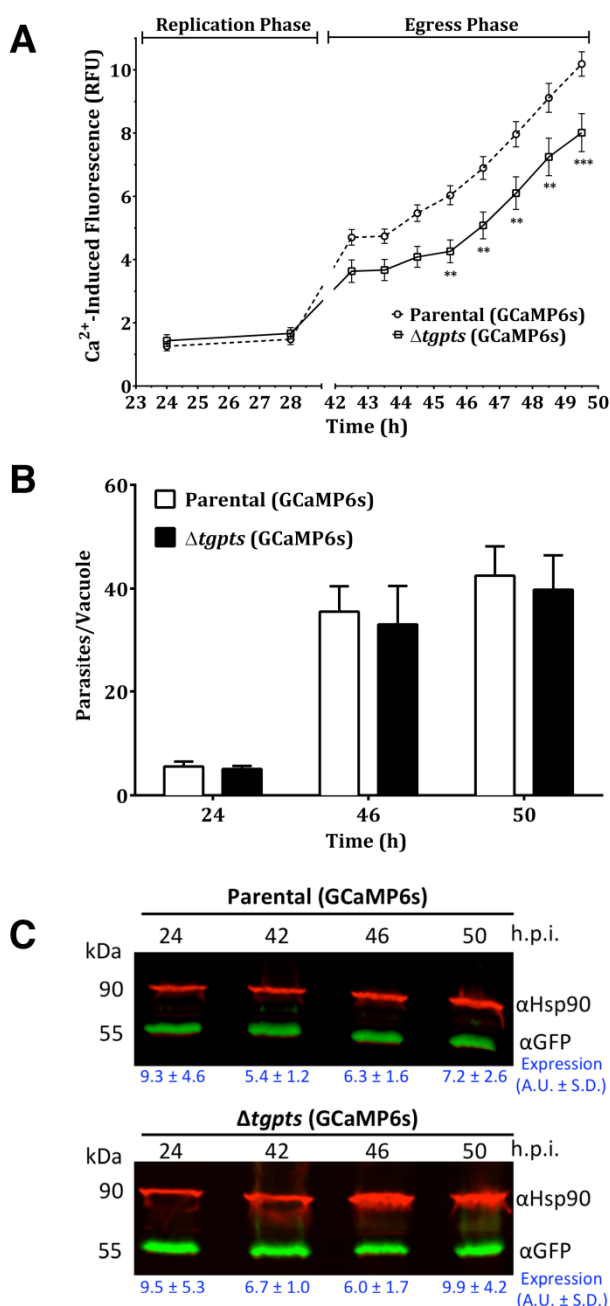 A
Replication Phase Egress Phase
Ca2+-Induced Fluorescence (RFU)
10
8
6
4
2
0
** ** ** ** ***
Parental (GCaMP6s)
Δtgpts (GCaMP6s)
23 24 25 26 27 28 42 43 44 45 46 47 48 49 50
Time (h)
B
Parental (GCaMP6s)
Δtgpts (GCaMP6s)
Parasites/Vacuole
60
40
20
0
24 46 50
Time (h)
C
Parental (GCaMP6s)
24 42 46 50 h.p.i.
kDa
90 αHsp90
55 αGFP
Expression
9.3 ± 4.6 5.4 ± 1.2 6.3 ± 1.6 7.2 ± 2.6 (A.U. ± S.D.)
Δtgpts (GCaMP6s)
24 42 46 50 h.p.i.
kDa
90 αHsp90
55 αGFP
Expression
9.5 ± 5.3 6.7 ± 1.0 6.0 ± 1.7 9.9 ± 4.2 (A.U. ± S.D.)